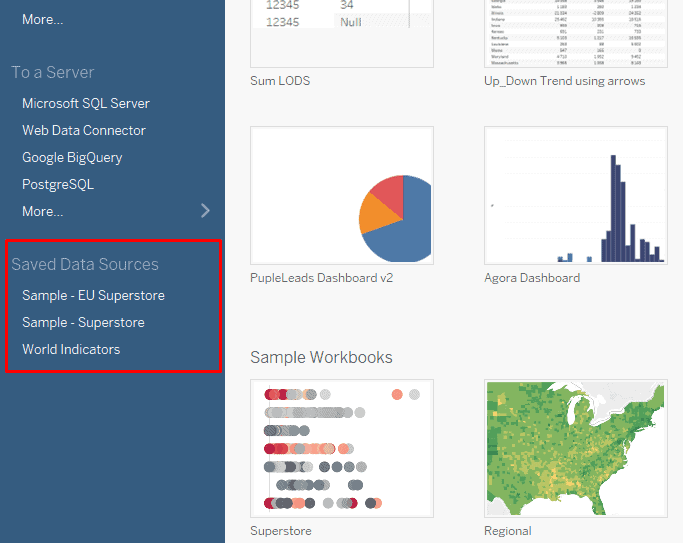 More...
To a Server
Microsoft SQL Server
Web Data Connector
Google BigQuery
PostgreSQL
More...
Saved Data Sources
Sample - EU Superstore
Sample - Superstore
World Indicators
12345 34
12345 Null
Sum LODS
Up_Down Trend using arrows
PupleLeads Dashboard v2
Agora Dashboard
Sample Workbooks
Superstore
Regional